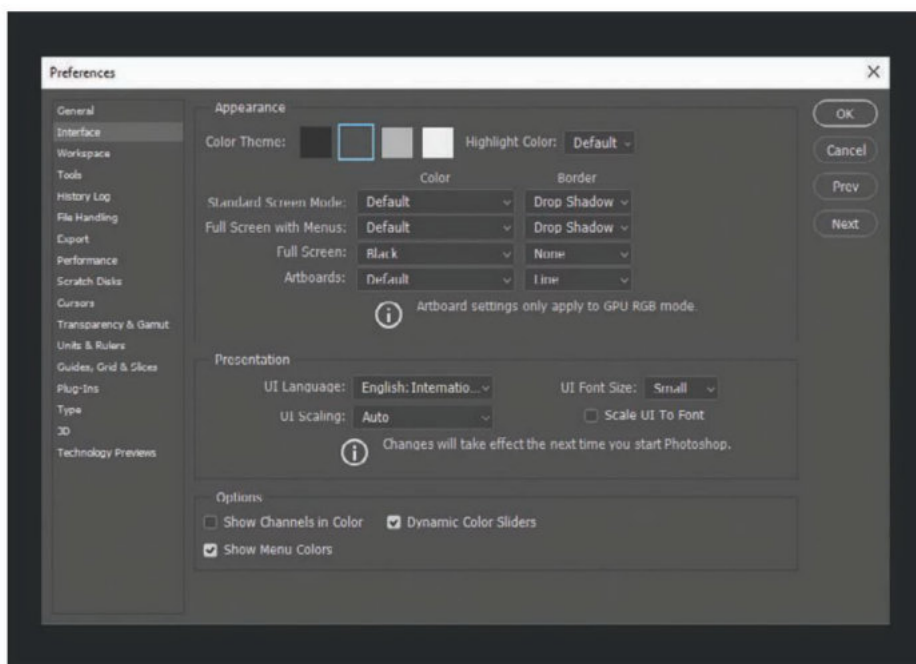 Preferences
General
Interface
Workspace
Tools
History Log
File Handling
Export
Performance
Scratch Disks
Cursors
Transparency & Gamut
Units & Rulers
Guides, Grid & Slices
Plug-Ins
Type
3D
Technology Previews
Appearance
Color Theme: Highlight Color: Default
Color Border
Standard Screen Mode: Default Drop Shadow
Full Screen with Menus: Default Drop Shadow
Full Screen: Black None
Artboards: Default Line
Artboard settings only apply to GPU RGB mode.
Presentation
UI Language: English: Internatio... UI Font Size: Small
UI Scaling: Auto Scale UI To Font
Changes will take effect the next time you start Photoshop.
Options
Show Channels in Color Dynamic Color Sliders
Show Menu Colors
OK
Cancel
Prev
Next